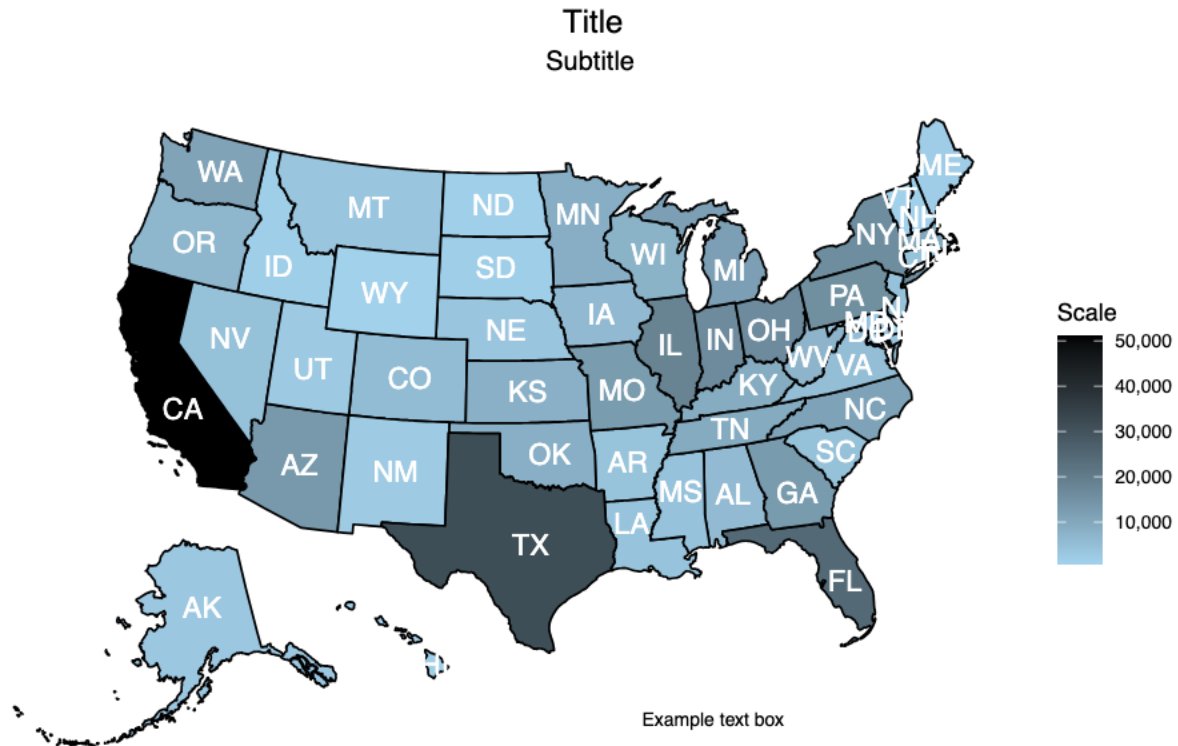 Title
Subtitle
WA
MT
ND
MN
ME
VT
NH
OR
ID
SD
WI
MI
NY
MA
WY
NE
IA
PA
NV
UT
CO
IL
IN
OH
WV
VA
KS
MO
KY
CA
AZ
NM
OK
AR
TN
NC
SC
MS
AL
GA
LA
TX
FL
AK
HI
Scale
50,000
40,000
30,000
20,000
10,000
Example text box